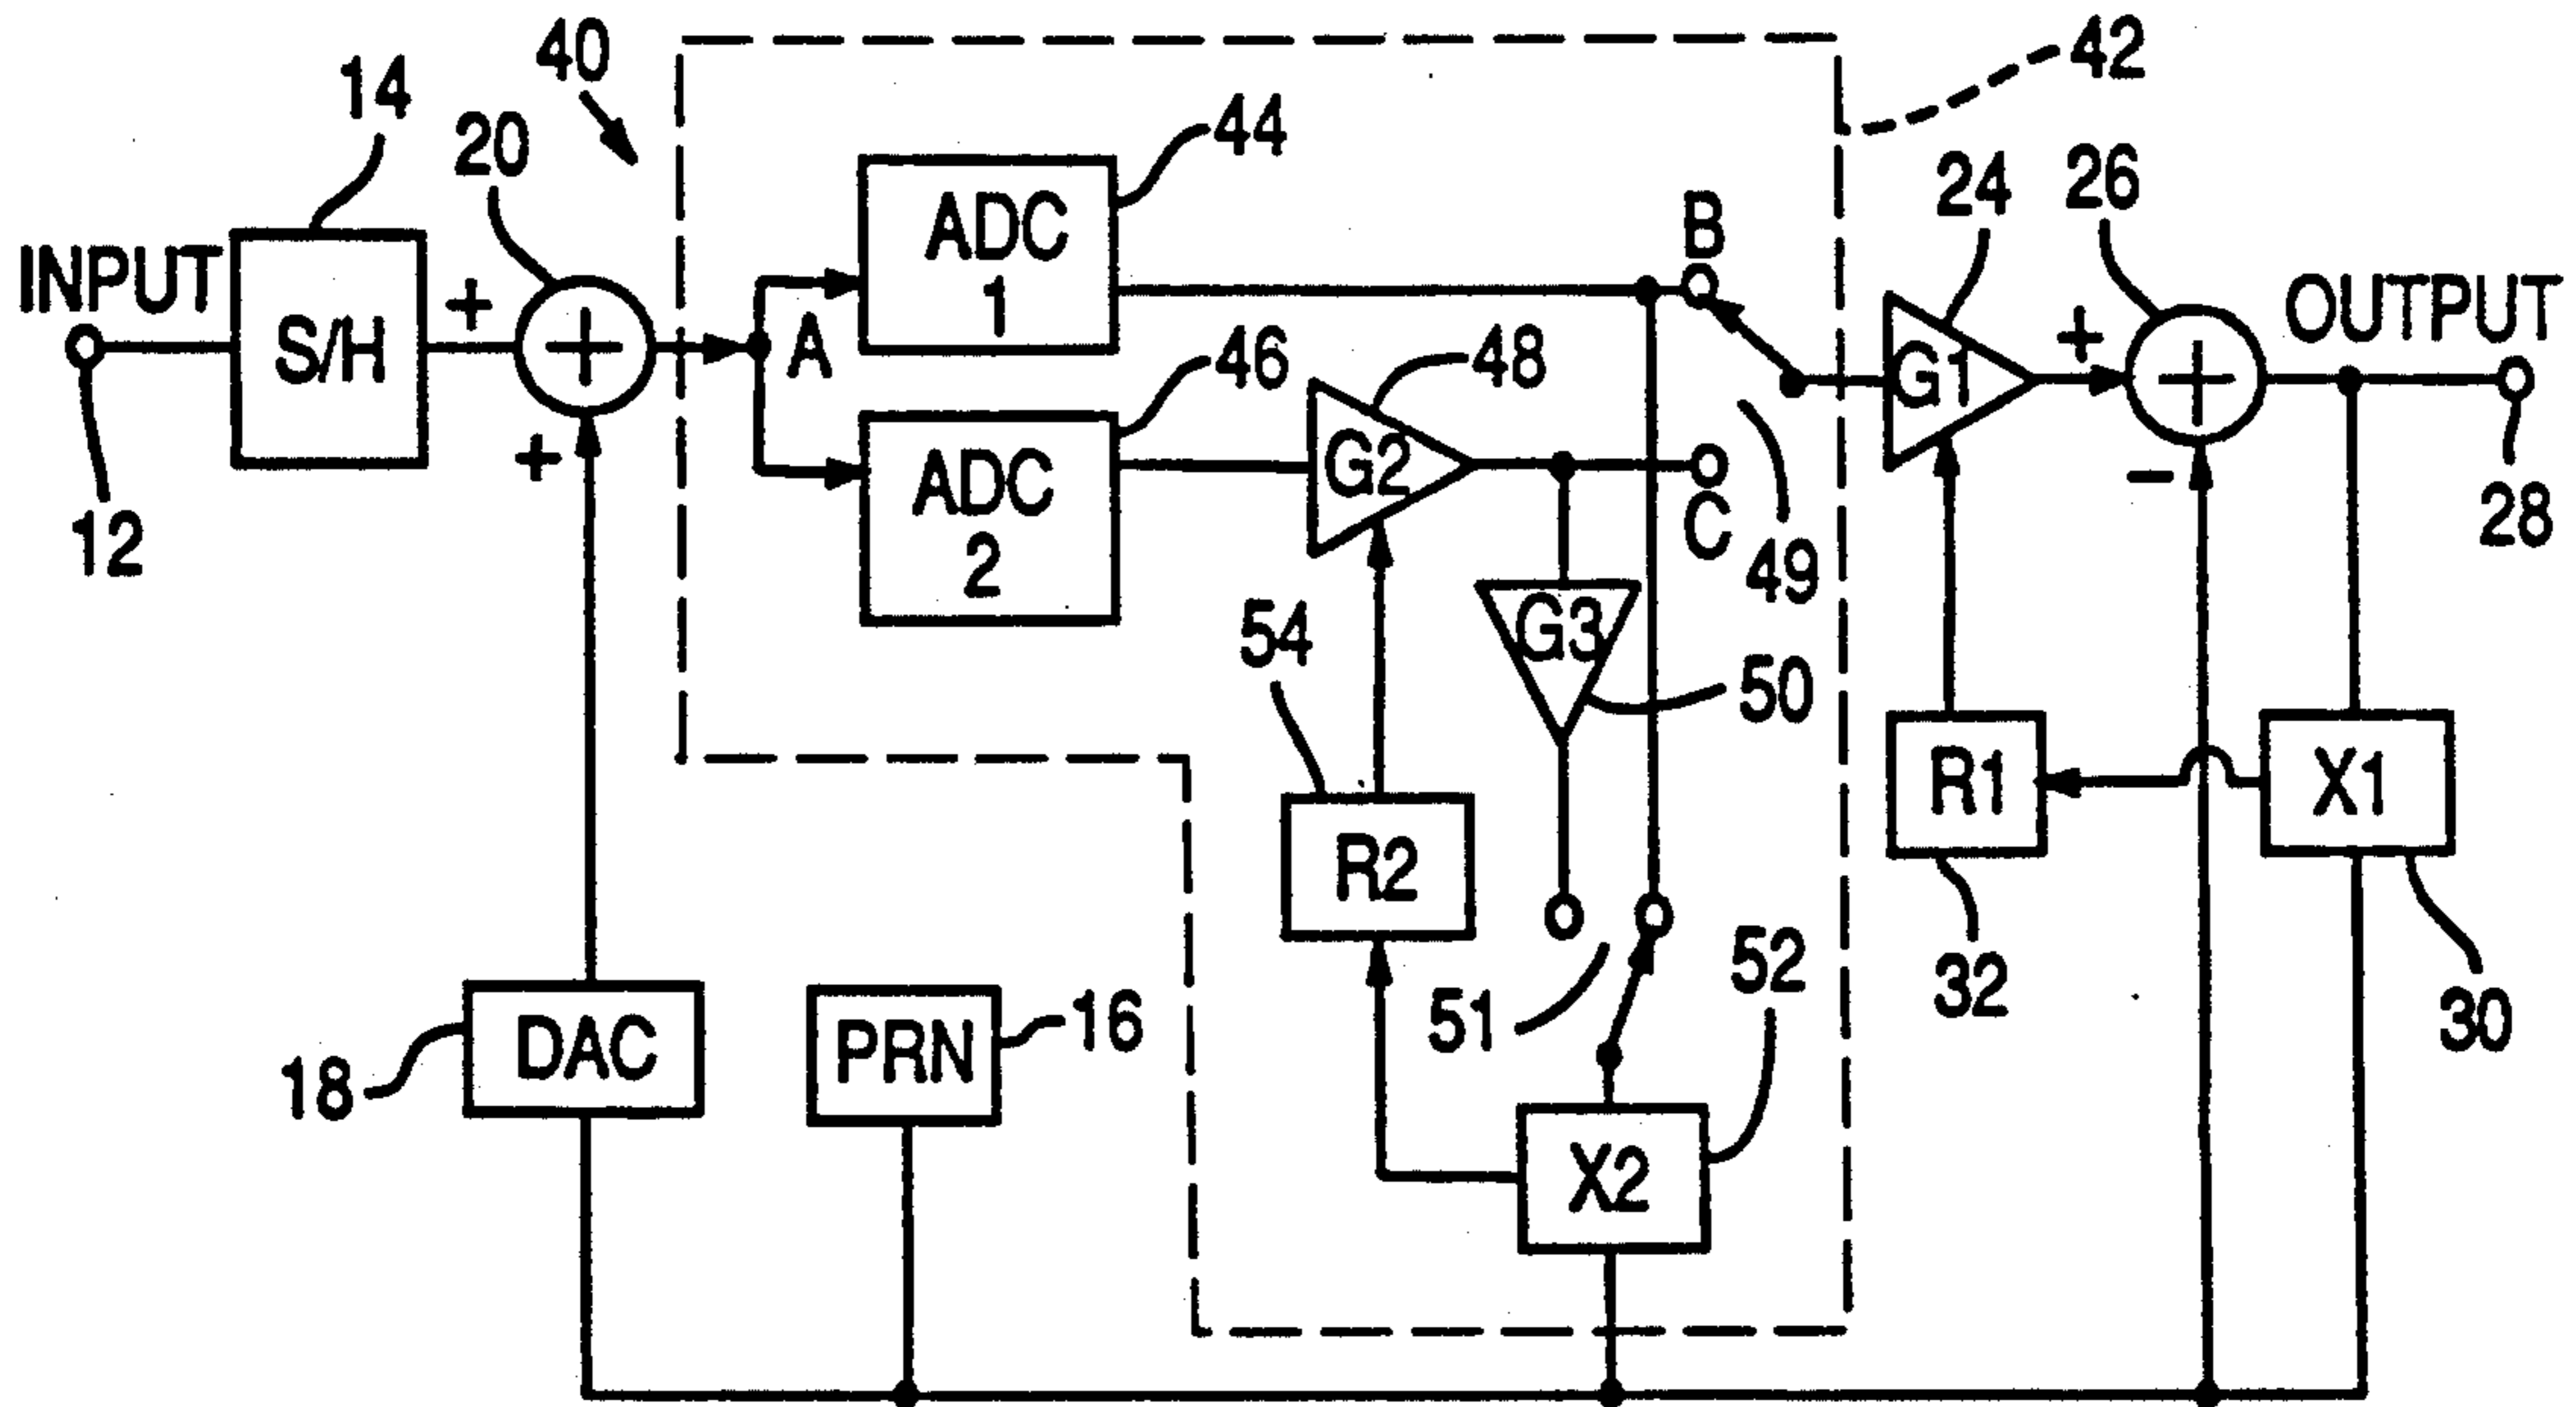 40
42
14
20
44
24
26
INPUT
S/H
+
+
ADC
1
A
B
G1
+
+
OUTPUT
12
+
ADC
2
46
G2
48
C
49
−
28
54
G3
50
R2
R1
X1
51
52
32
30
18
DAC
PRN
16
X2